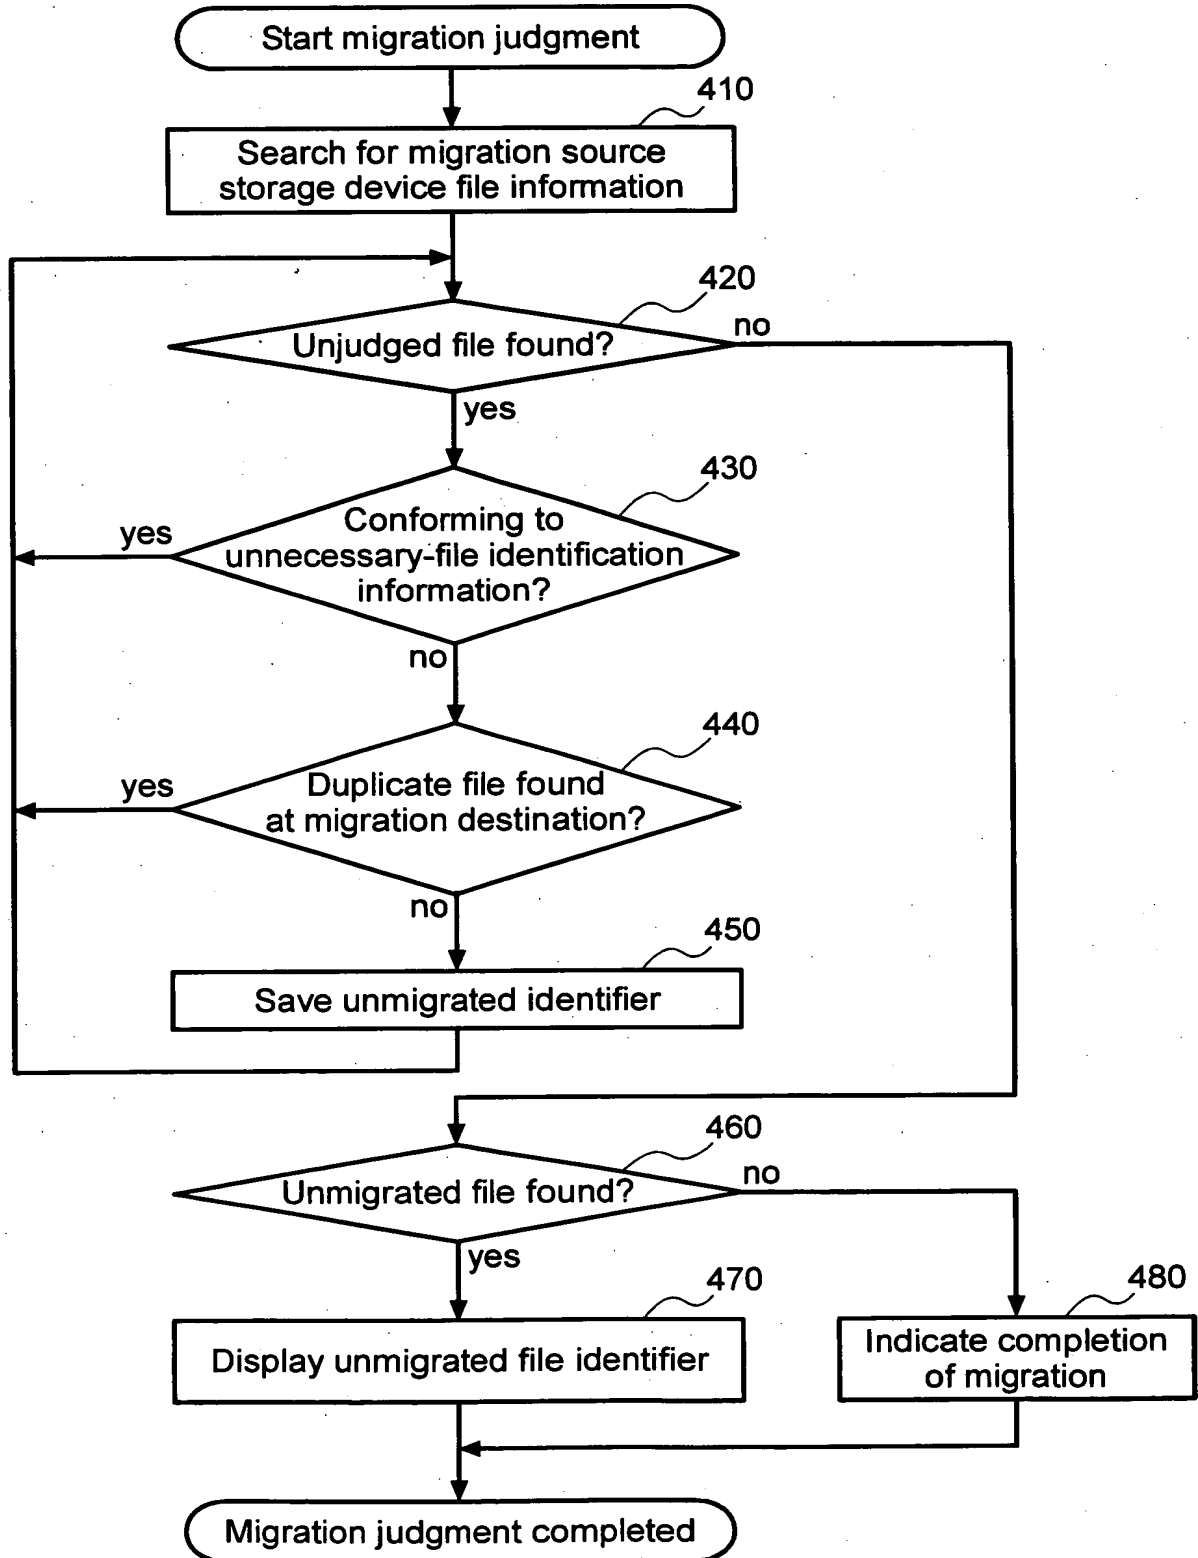 Start migration judgment
410
Search for migration source
storage device file information
420
Unjudged file found?
no
yes
430
Conforming to
unnecessary-file identification
information?
yes
no
440
Duplicate file found
at migration destination?
yes
no
450
Save unmigrated identifier
460
Unmigrated file found?
no
yes
470
Display unmigrated file identifier
480
Indicate completion
of migration
Migration judgment completed